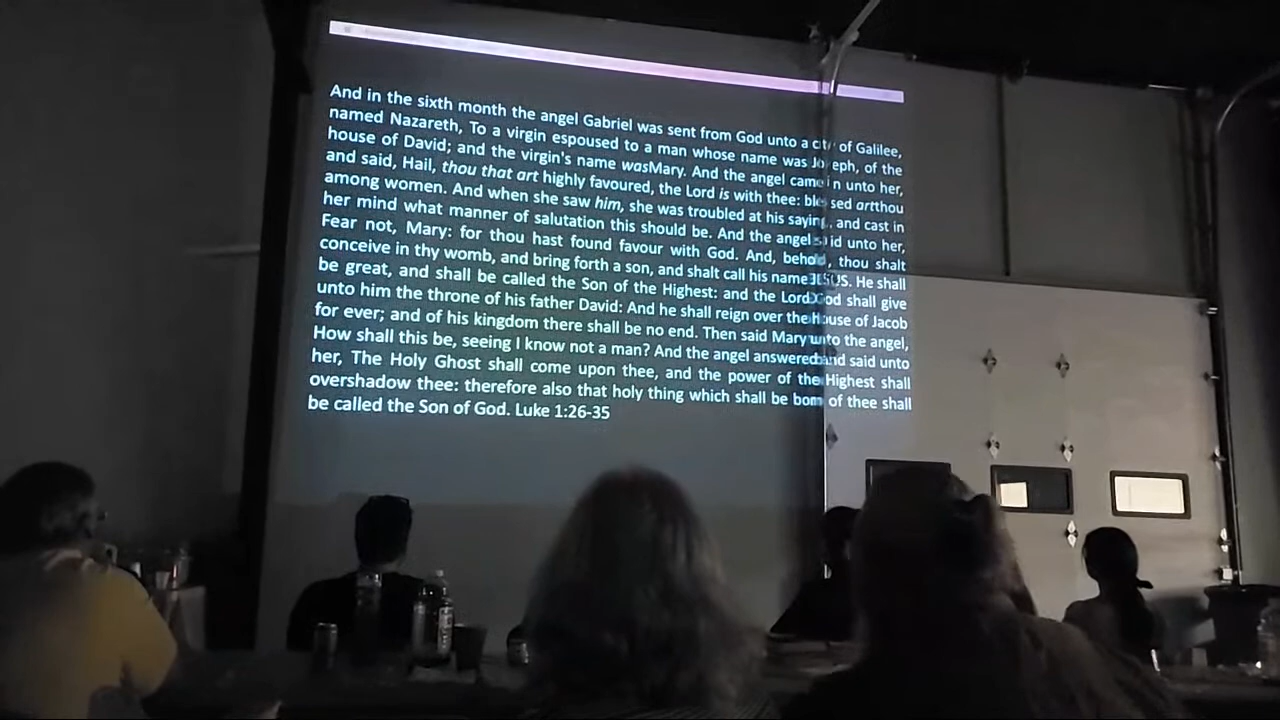 And in the sixth month the angel Gabriel was sent from God unto a city of Galilee,
named Nazareth, To a virgin espoused to a man whose name was Joseph, of the
house of David; and the virgin's name wasMary. And the angel came in unto her,
and said, Hail, thou that art highly favoured, the Lord is with thee: blessed artthou
among women. And when she saw him, she was troubled at his saying, and cast in
her mind what manner of salutation this should be. And the angel said unto her,
Fear not, Mary: for thou hast found favour with God. And, behold, thou shalt
conceive in thy womb, and bring forth a son, and shalt call his name JESUS. He shall
be great, and shall be called the Son of the Highest: and the Lord God shall give
unto him the throne of his father David: And he shall reign over the house of Jacob
for ever; and of his kingdom there shall be no end. Then said Mary unto the angel,
How shall this be, seeing I know not a man? And the angel answered and said unto
her, The Holy Ghost shall come upon thee, and the power of the Highest shall
overshadow thee: therefore also that holy thing which shall be born of thee shall
be called the Son of God. Luke 1:26-35